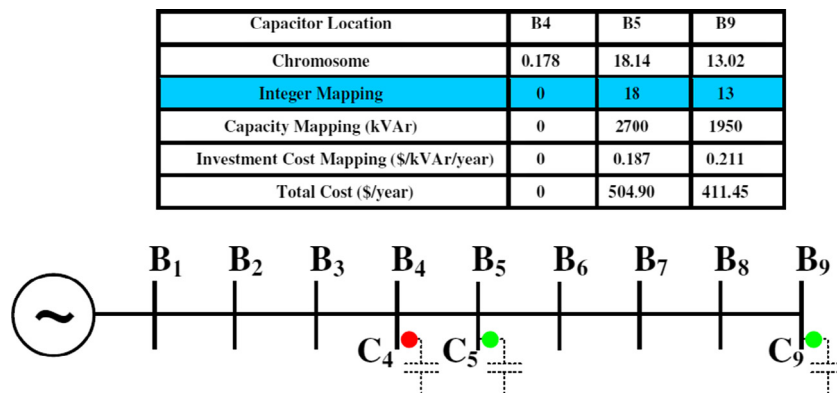 Capacitor Location B4 B5 B9
Chromosome 0.178 18.14 13.02
Integer Mapping 0 18 13
Capacity Mapping (kVAr) 0 2700 1950
Investment Cost Mapping ($/kVAr/year) 0 0.187 0.211
Total Cost ($/year) 0 504.90 411.45
B1 B2 B3 B4 B5 B6 B7 B8 B9
~
C4 C5 C9